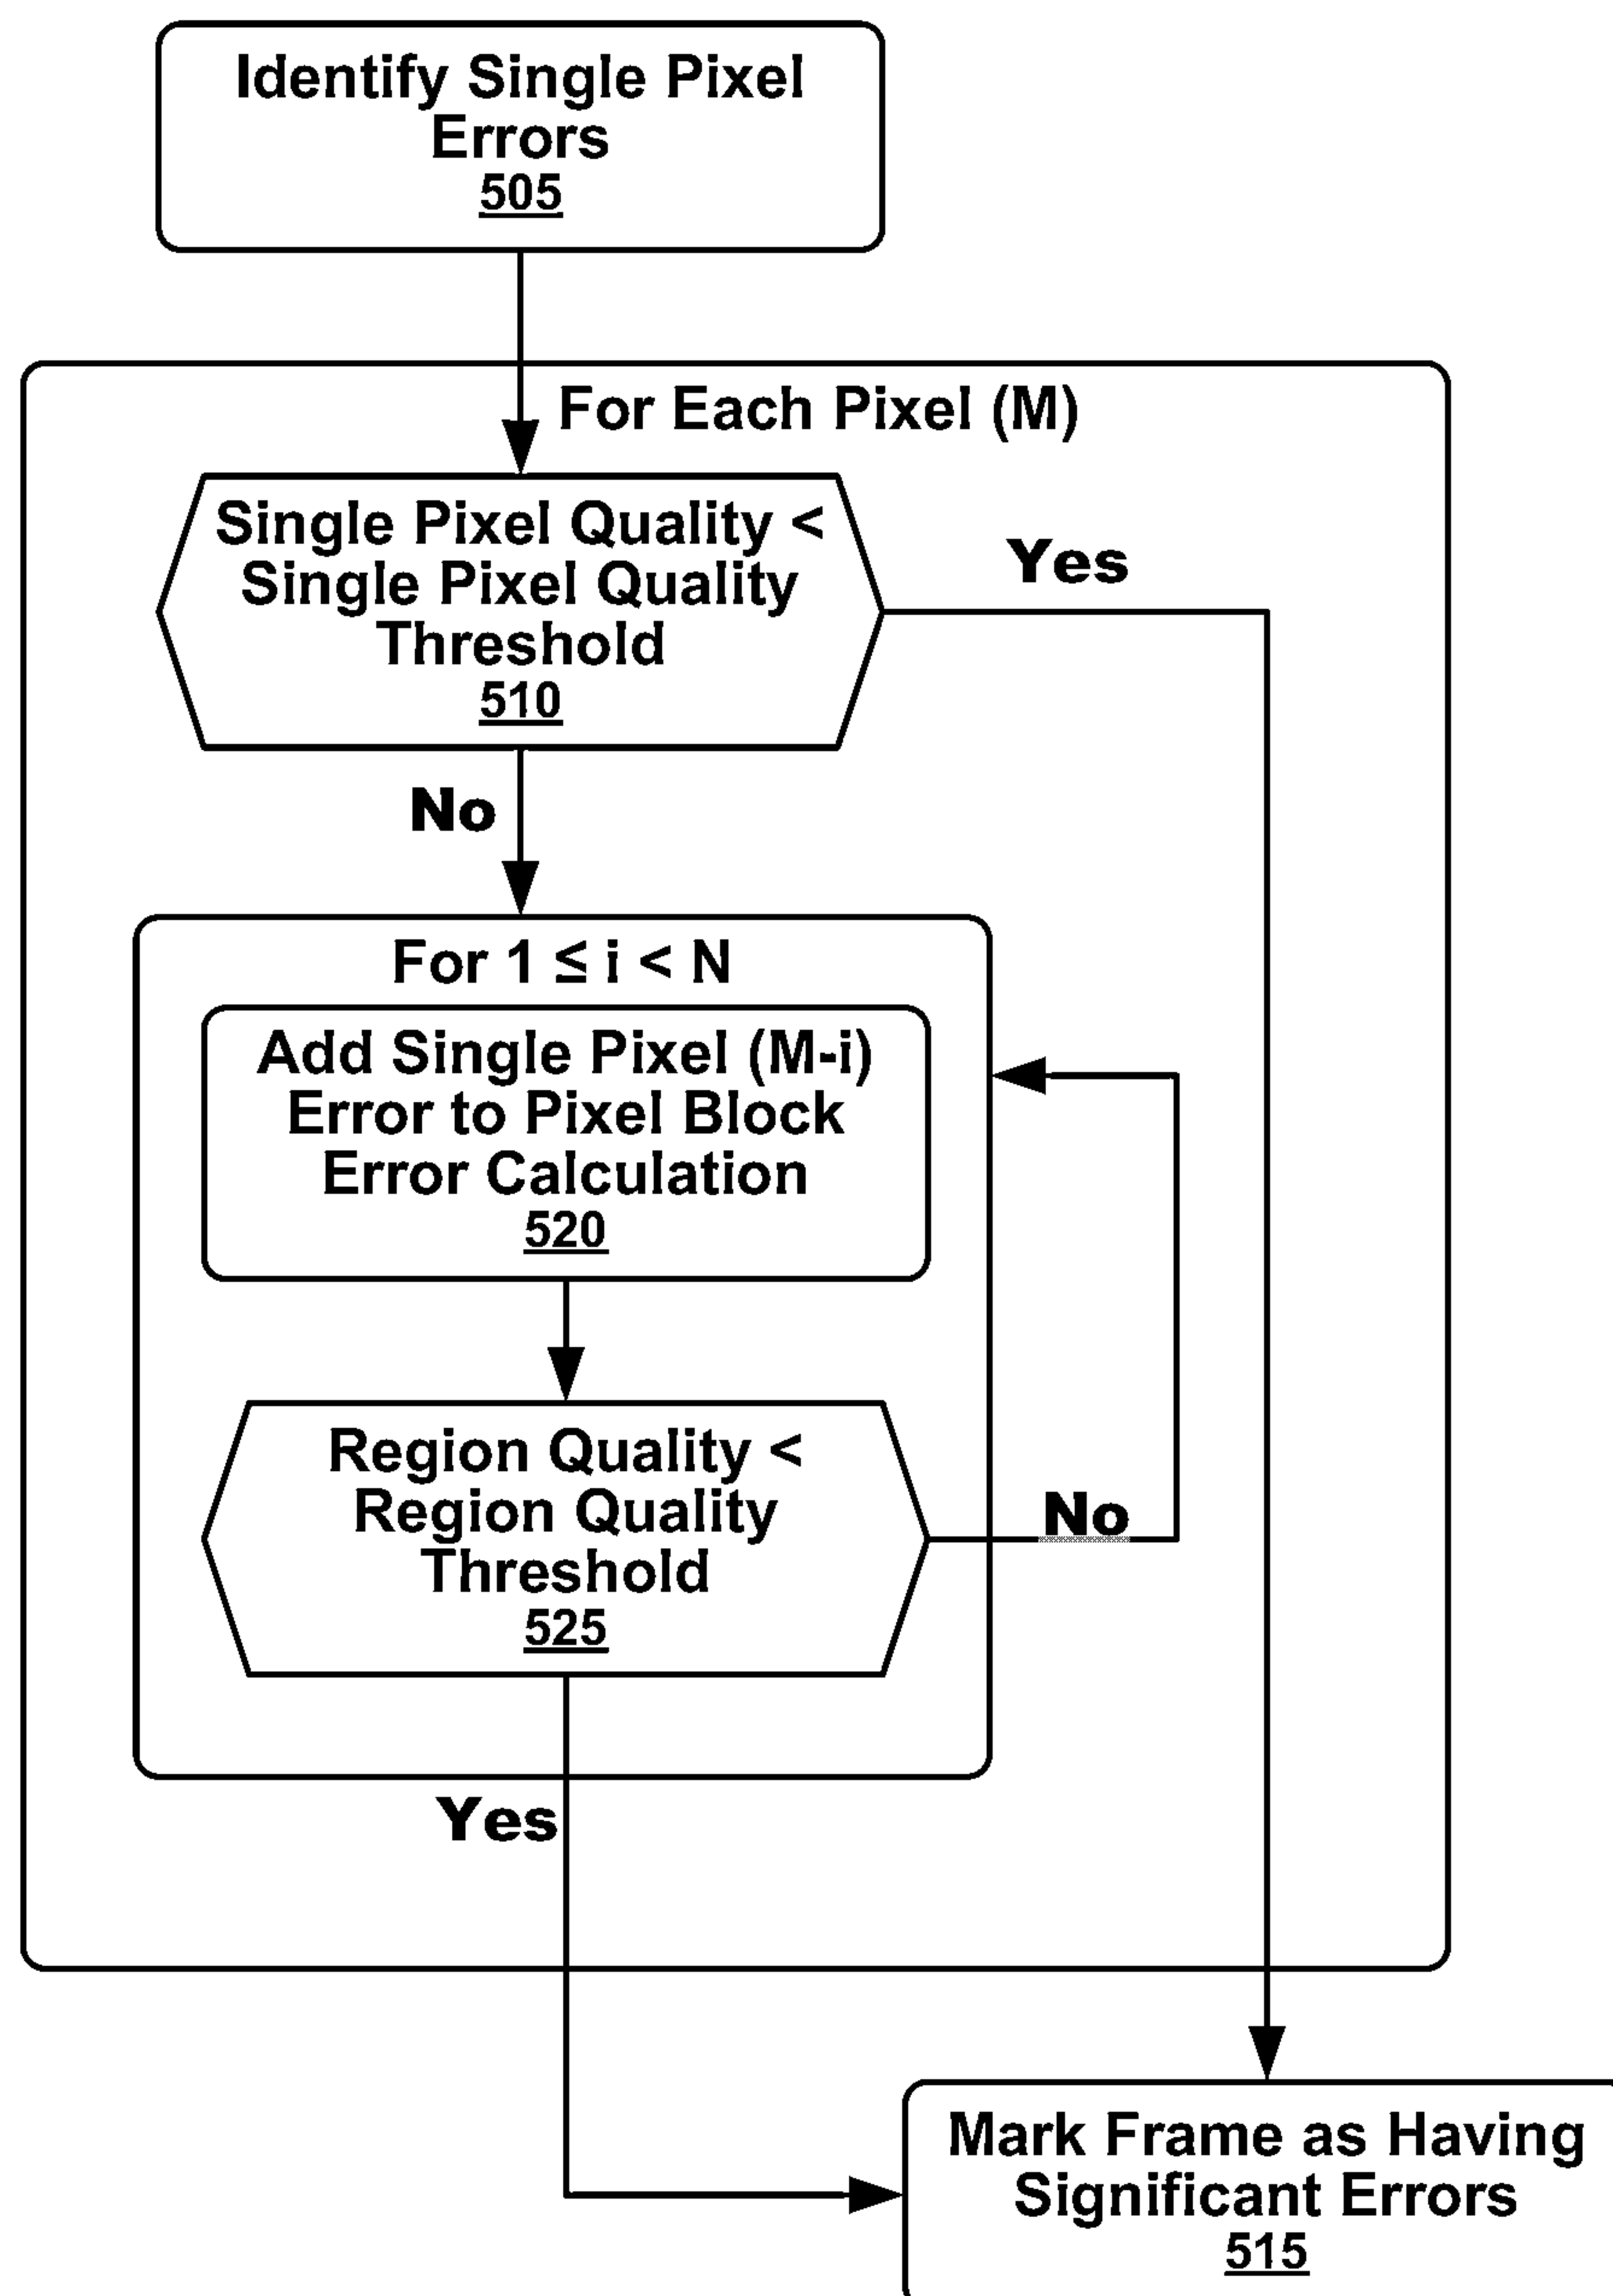 Identify Single Pixel
Errors
505
For Each Pixel (M)
Single Pixel Quality <
Single Pixel Quality
Threshold
510
Yes
No
For 1 ≤ i < N
Add Single Pixel (M-i)
Error to Pixel Block
Error Calculation
520
Region Quality <
Region Quality
Threshold
525
No
Yes
Mark Frame as Having
Significant Errors
515